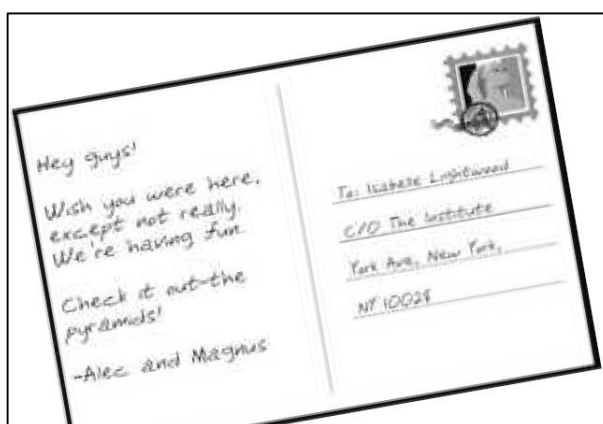 Hey guys!
Wish you were here,
except not really.
We're having fun.
Check it out-the
pyramids!
-Alec and Magnus
To: Isabelle Lightwood
C/O The Institute
York Ave, New York,
NY 10028